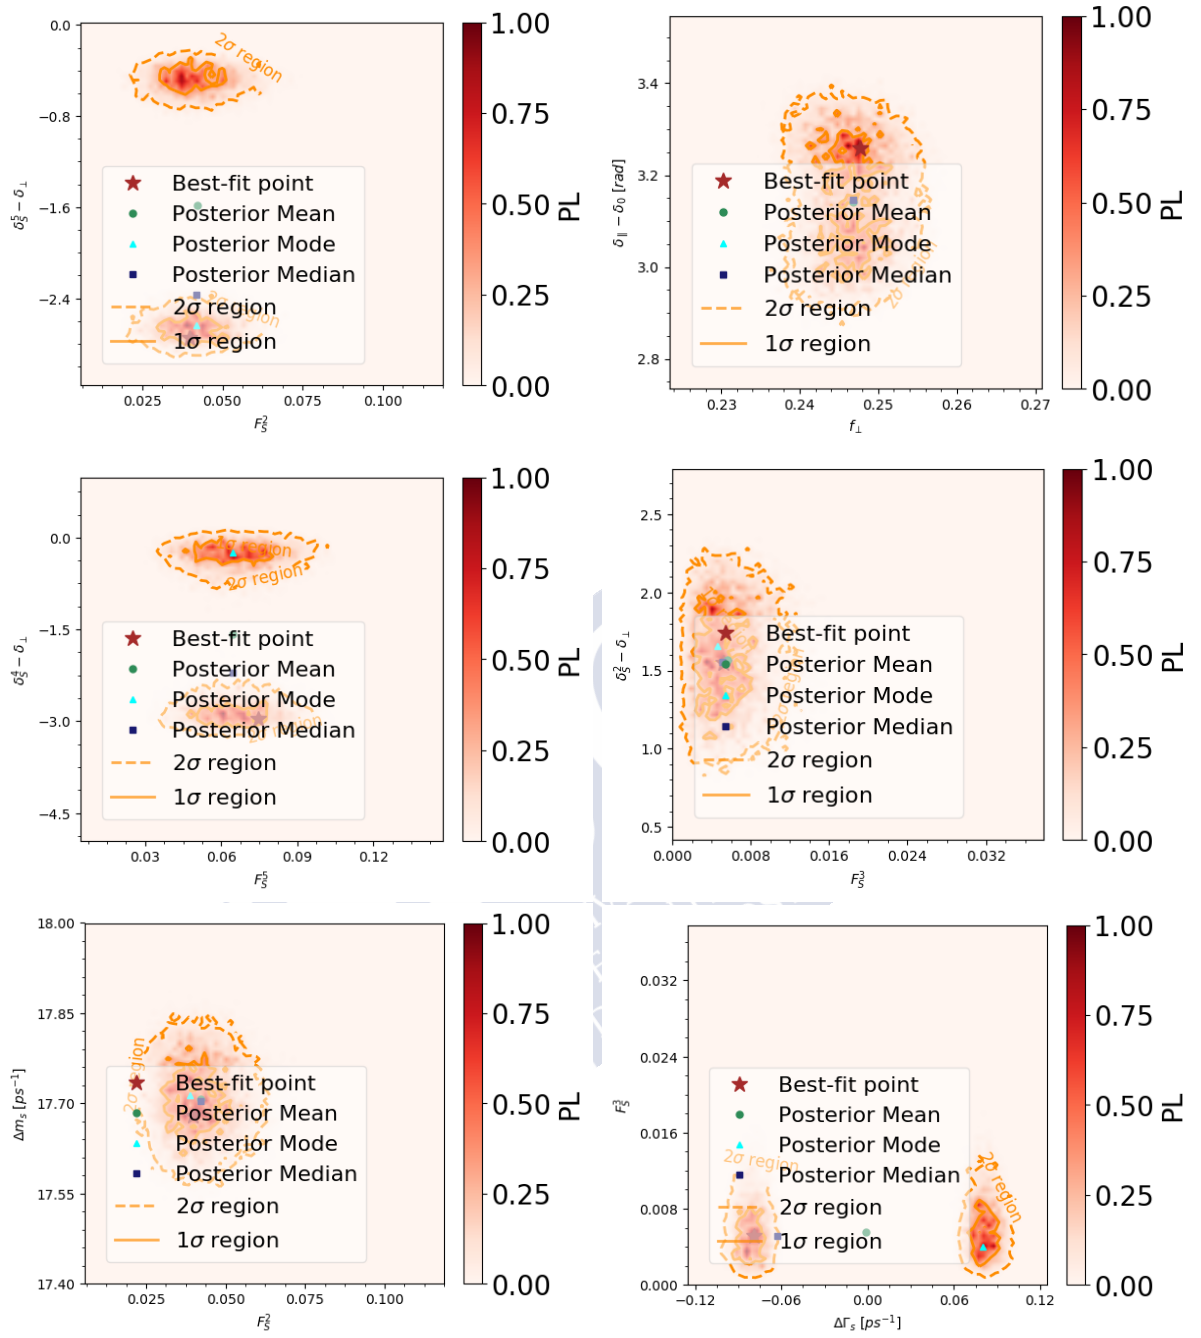 0.0
−0.8
−1.6
−2.4
δ_S^5 − δ_⊥
2σ region
2σ region
Best-fit point
Posterior Mean
Posterior Mode
Posterior Median
2σ region
1σ region
0.025 0.050 0.075 0.100
F_S^2
1.00
0.75
0.50
0.25
0.00
PL
3.4
3.2
3.0
2.8
δ_∥ − δ_0 [rad]
2σ region
Best-fit point
Posterior Mean
Posterior Mode
Posterior Median
2σ region
1σ region
0.23 0.24 0.25 0.26 0.27
f_⊥
1.00
0.75
0.50
0.25
0.00
PL
0.0
−1.5
−3.0
−4.5
δ_S^4 − δ_⊥
2σ region
2σ region
Best-fit point
Posterior Mean
Posterior Mode
Posterior Median
2σ region
1σ region
0.03 0.06 0.09 0.12
F_S^5
1.00
0.75
0.50
0.25
0.00
PL
2.5
2.0
1.5
1.0
0.5
δ_S^2 − δ_⊥
2σ region
Best-fit point
Posterior Mean
Posterior Mode
Posterior Median
2σ region
1σ region
0.000 0.008 0.016 0.024 0.032
F_S^3
1.00
0.75
0.50
0.25
0.00
PL
18.00
17.85
17.70
17.55
17.40
Δm_s [ps⁻¹]
2σ region
Best-fit point
Posterior Mean
Posterior Mode
Posterior Median
2σ region
1σ region
0.025 0.050 0.075 0.100
F_S^2
1.00
0.75
0.50
0.25
0.00
PL
0.032
0.024
0.016
0.008
0.000
F_S^3
2σ region
2σ region
Best-fit point
Posterior Mean
Posterior Mode
Posterior Median
2σ region
1σ region
−0.12 −0.06 0.00 0.06 0.12
ΔΓ_s [ps⁻¹]
1.00
0.75
0.50
0.25
0.00
PL